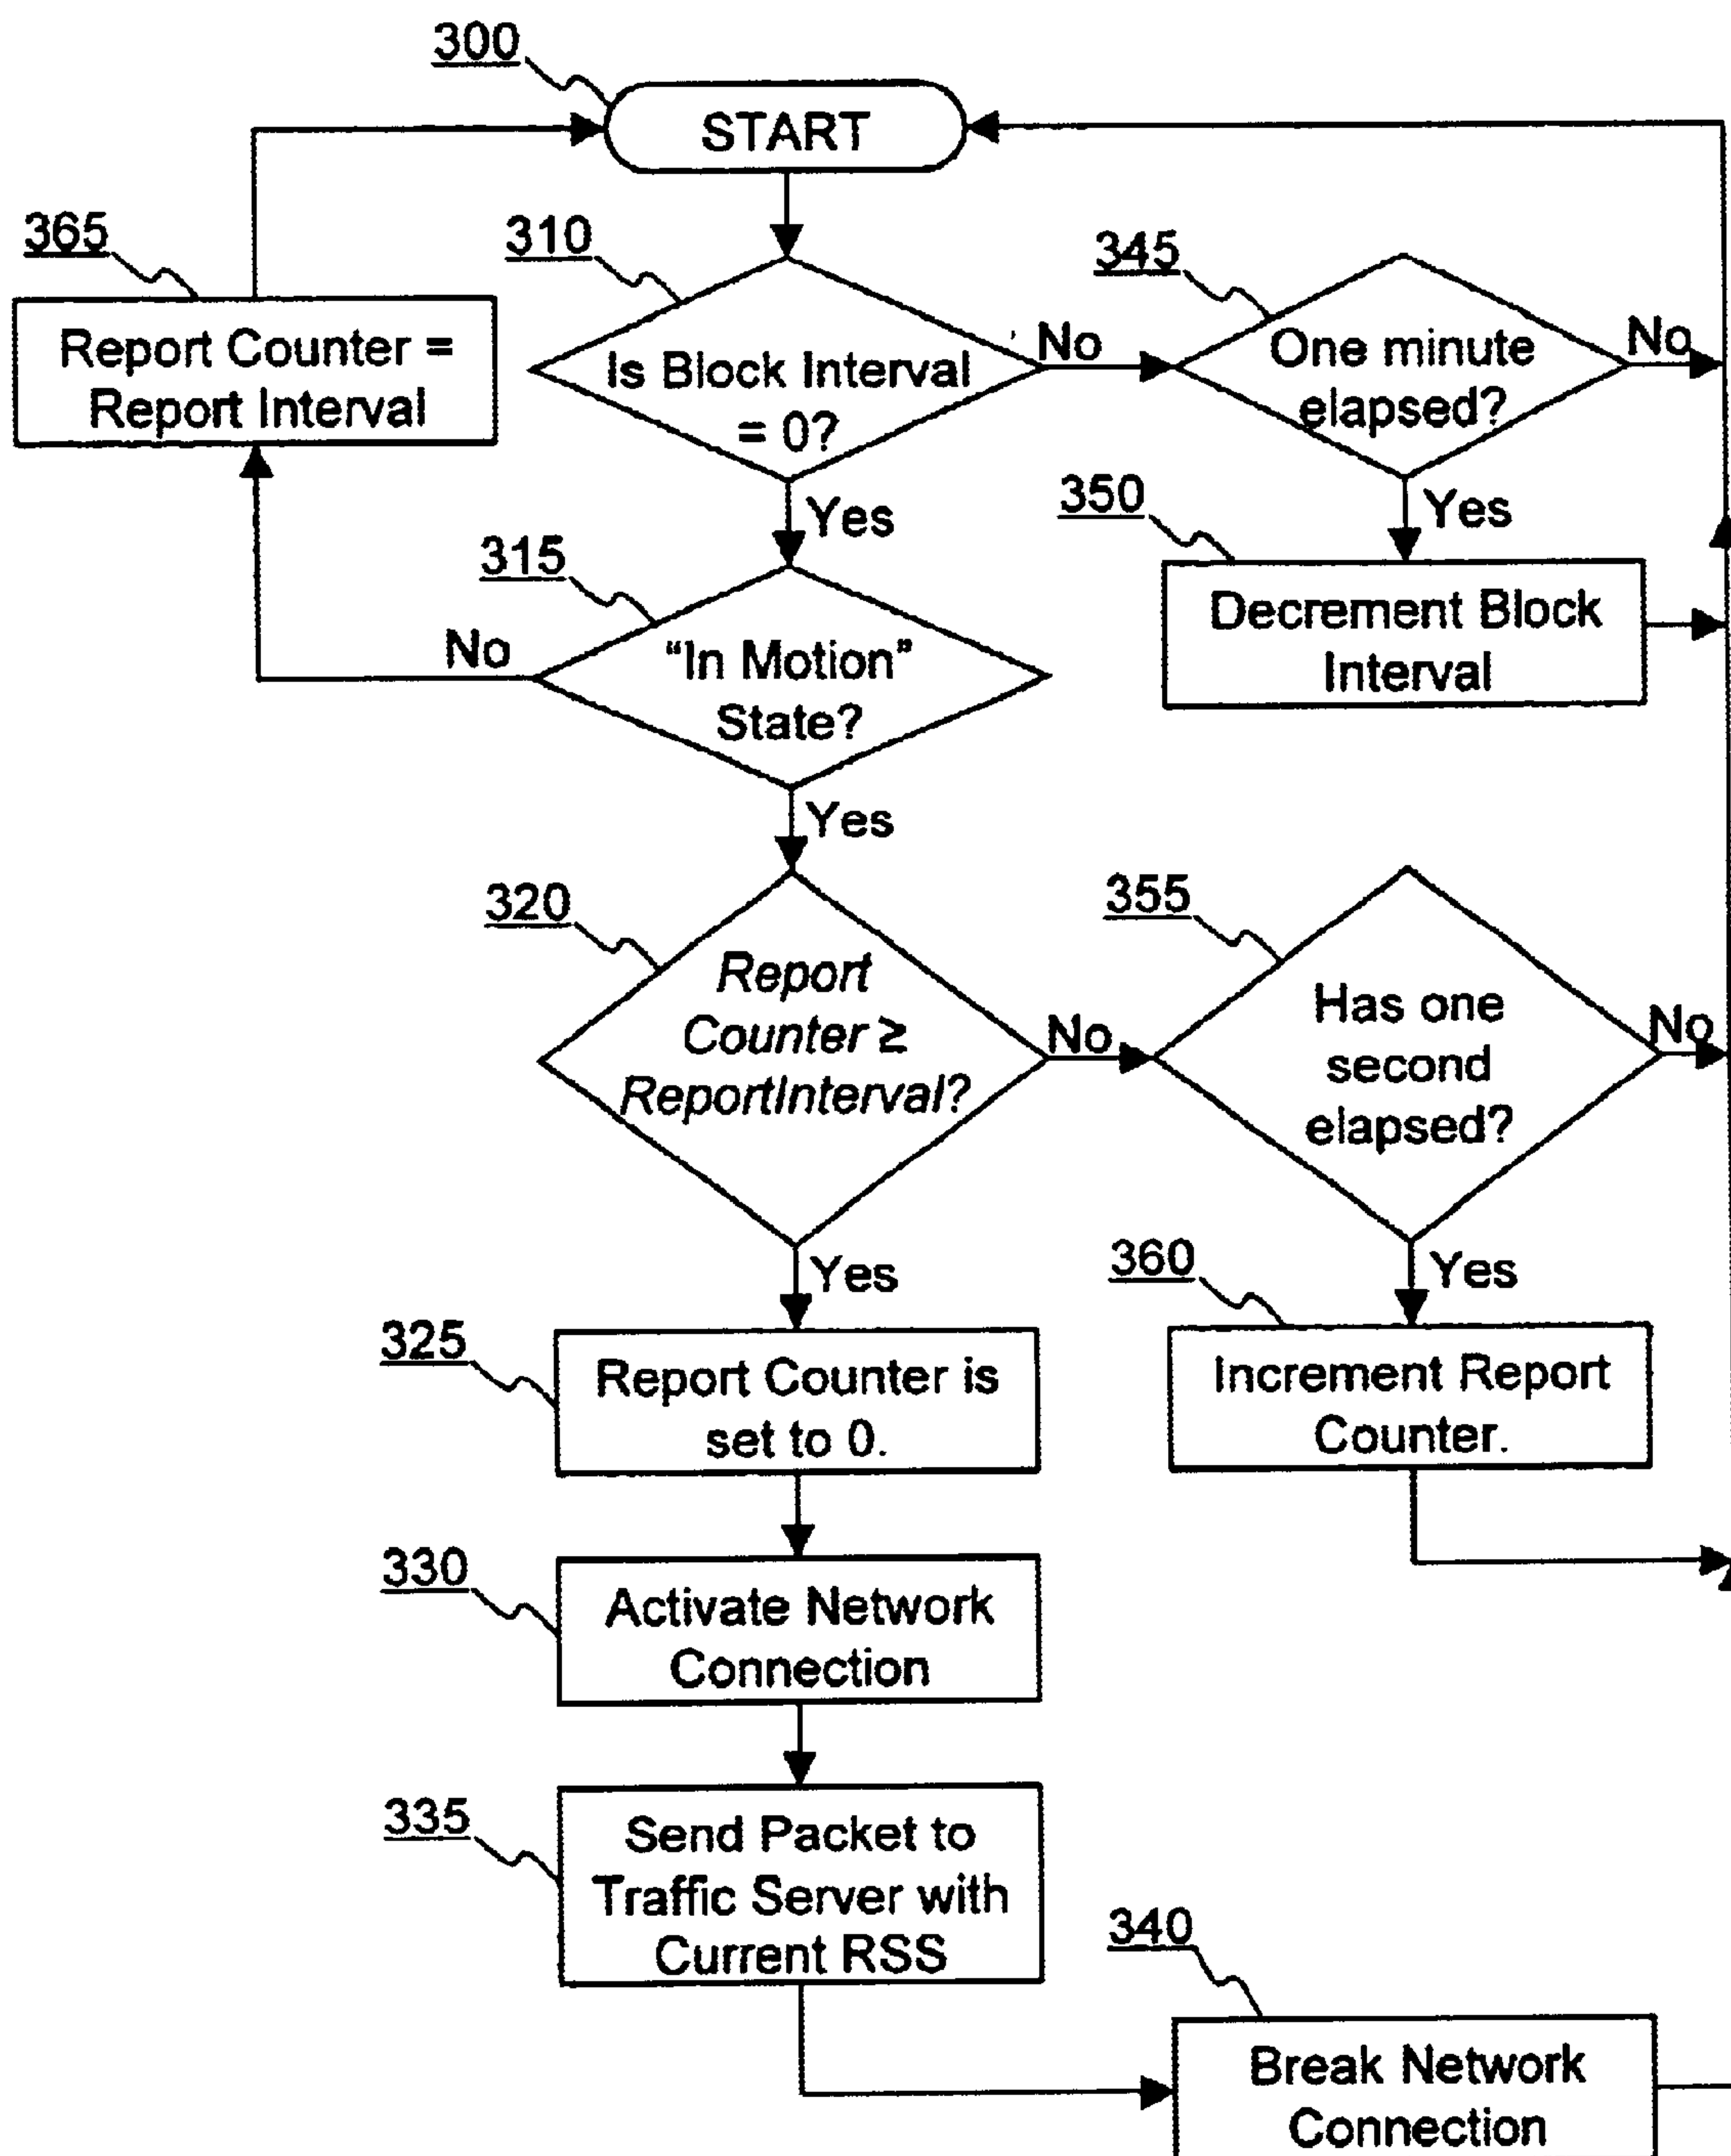 300
START
365
Report Counter =
Report Interval
310
Is Block Interval
= 0?
No
345
One minute
elapsed?
No
Yes
Yes
350
Decrement Block
Interval
315
"In Motion"
State?
No
Yes
320
Report
Counter ≥
ReportInterval?
No
355
Has one
second
elapsed?
No
Yes
Yes
325
Report Counter is
set to 0.
360
Increment Report
Counter.
330
Activate Network
Connection
335
Send Packet to
Traffic Server with
Current RSS
340
Break Network
Connection